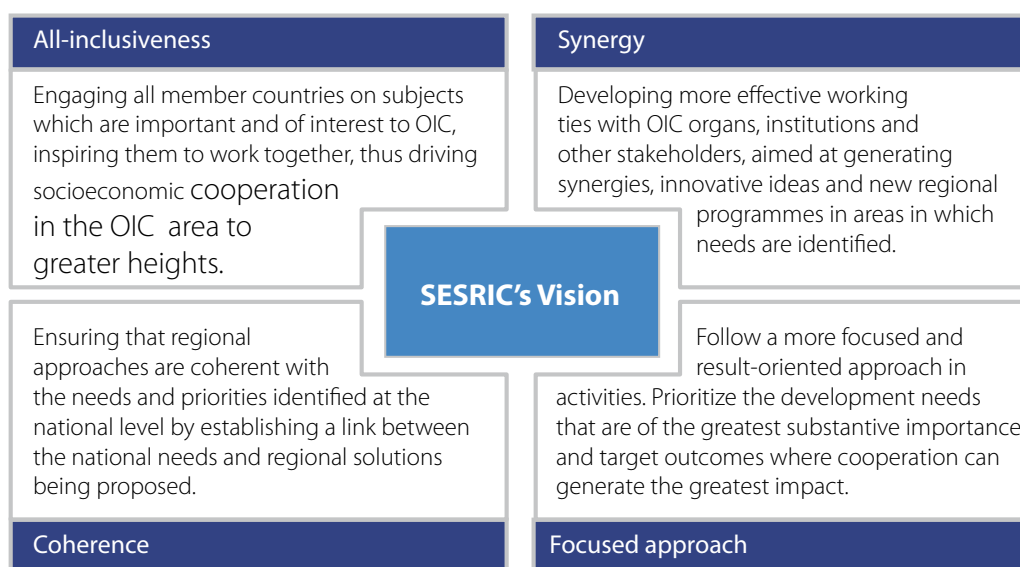 All-inclusiveness
Engaging all member countries on subjects
which are important and of interest to OIC,
inspiring them to work together, thus driving
socioeconomic cooperation
in the OIC area to
greater heights.
Synergy
Developing more effective working
ties with OIC organs, institutions and
other stakeholders, aimed at generating
synergies, innovative ideas and new regional
programmes in areas in which
needs are identified.
SESRIC's Vision
Ensuring that regional
approaches are coherent with
the needs and priorities identified at the
national level by establishing a link between
the national needs and regional solutions
being proposed.
Coherence
Follow a more focused and
result-oriented approach in
activities. Prioritize the development needs
that are of the greatest substantive importance
and target outcomes where cooperation can
generate the greatest impact.
Focused approach